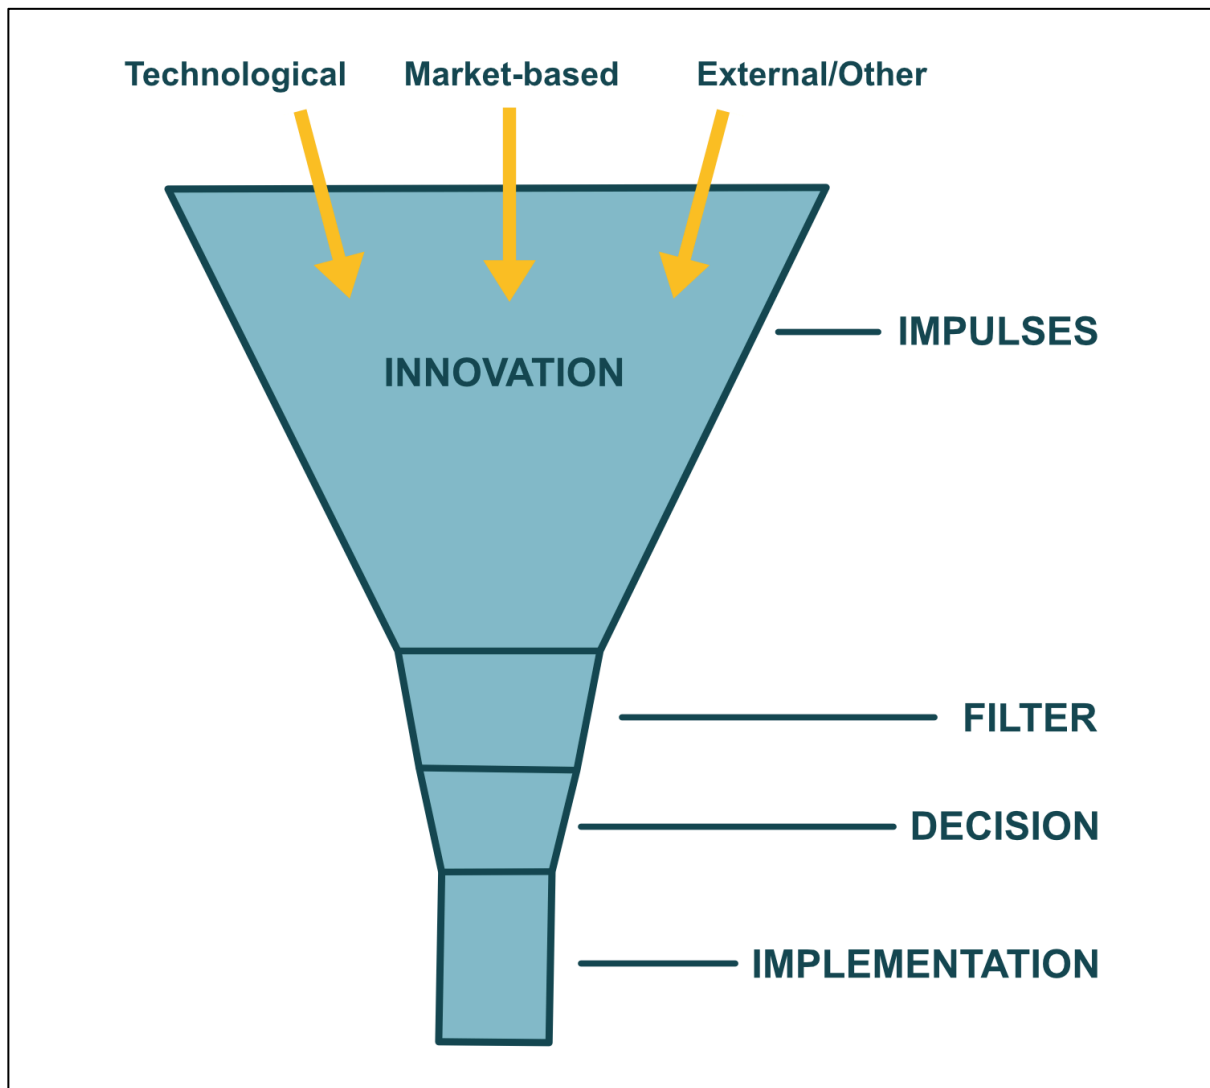 Technological
Market-based
External/Other
IMPULSES
INNOVATION
FILTER
DECISION
IMPLEMENTATION